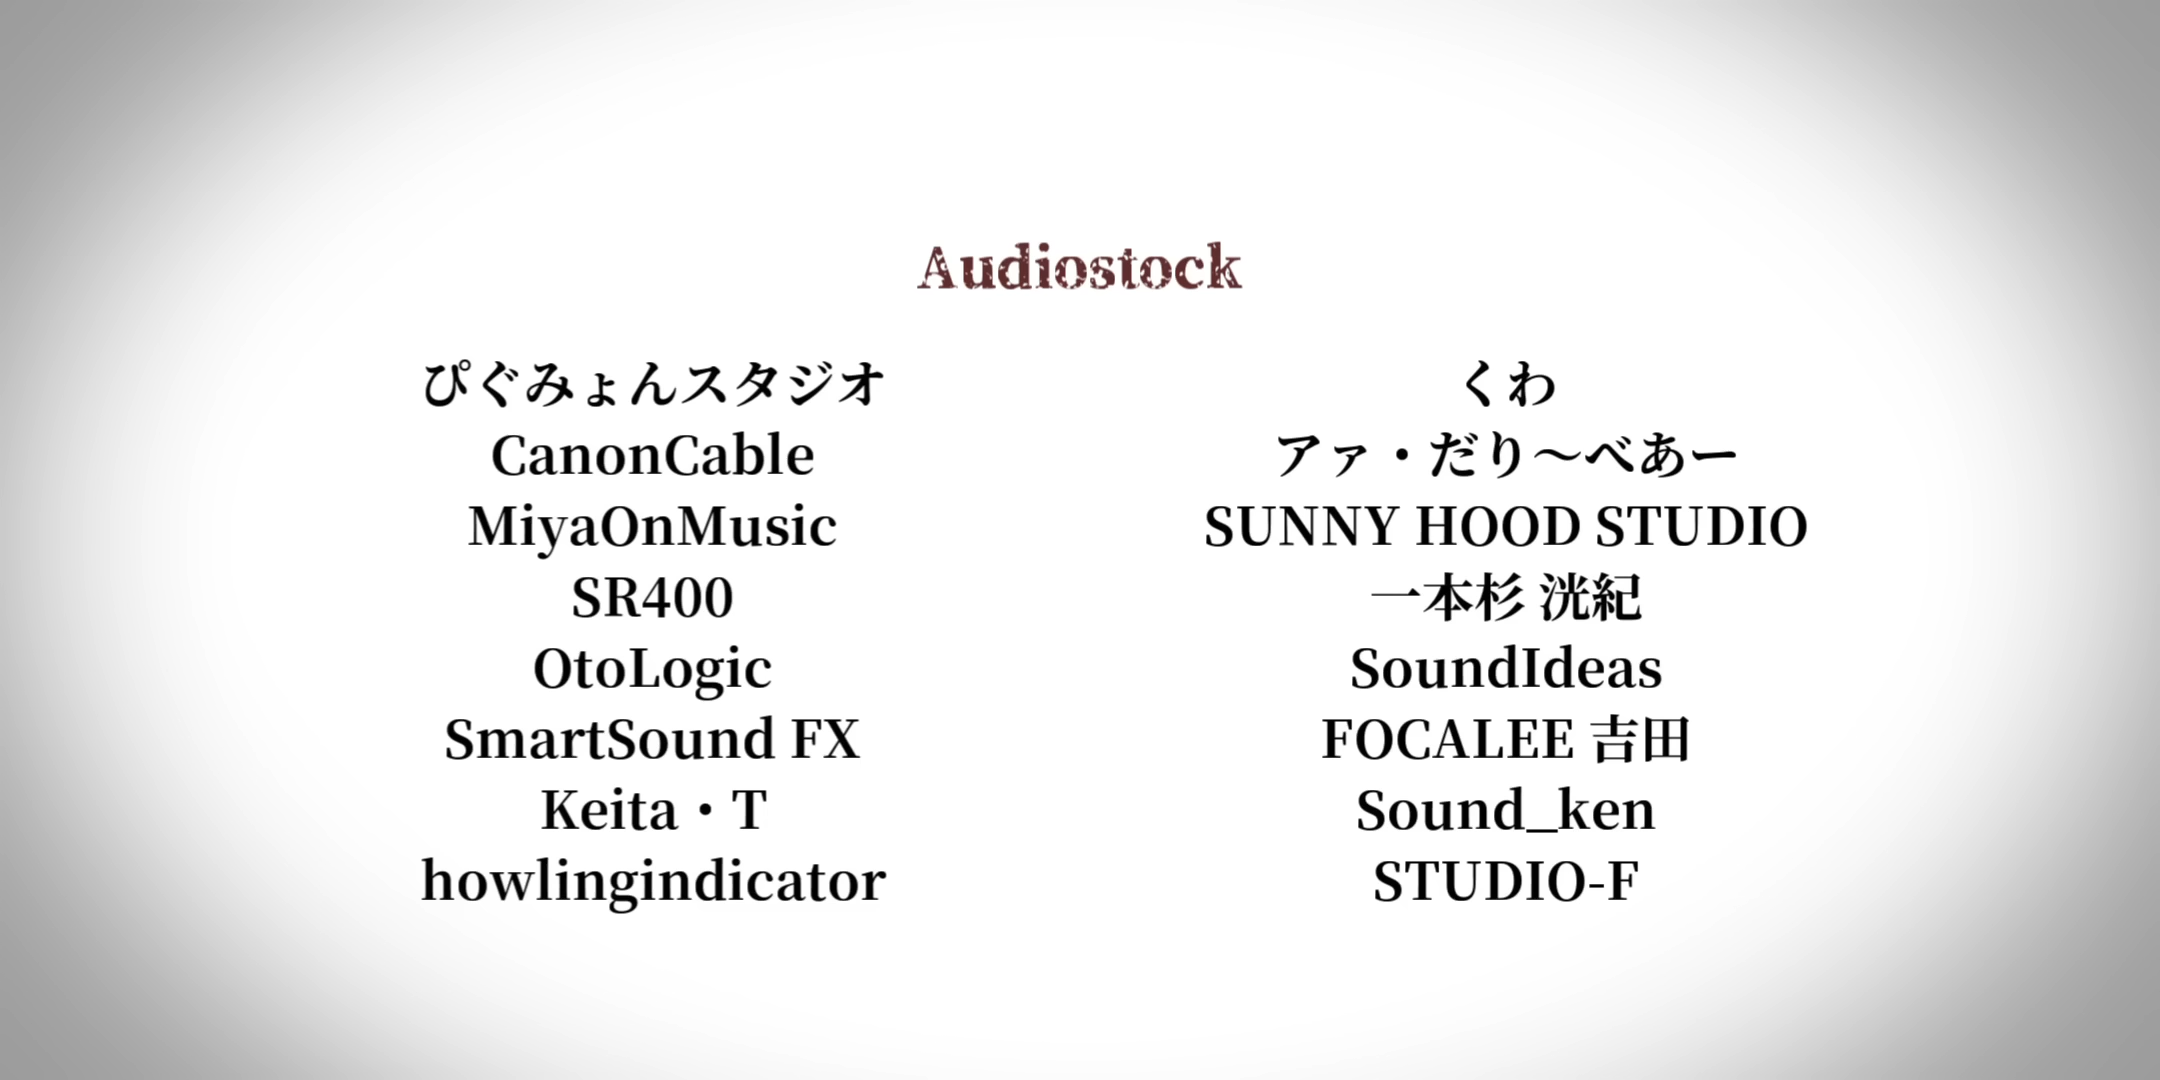 Audiostock
ぴぐみょんスタジオ
CanonCable
MiyaOnMusic
SR400
OtoLogic
SmartSound FX
Keita・T
howlingindicator
くわ
アァ・だり～べあー
SUNNY HOOD STUDIO
一本杉 洸紀
SoundIdeas
FOCALEE 吉田
Sound_ken
STUDIO-F